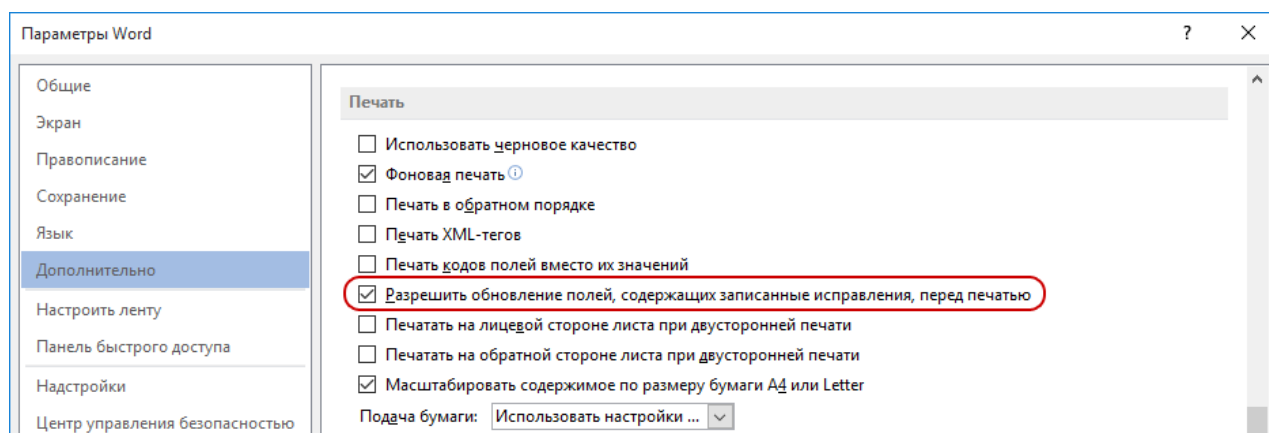 Параметры Word ?
Общие
Экран
Правописание
Сохранение
Язык
Дополнительно
Настроить ленту
Панель быстрого доступа
Надстройки
Центр управления безопасностью
Печать
Использовать черновое качество
Фоновая печать
Печать в обратном порядке
Печать XML-тегов
Печать кодов полей вместо их значений
Разрешить обновление полей, содержащих записанные исправления, перед печатью
Печатать на лицевой стороне листа при двусторонней печати
Печатать на обратной стороне листа при двусторонней печати
Масштабировать содержимое по размеру бумаги A4 или Letter
Подача бумаги: Использовать настройки ...